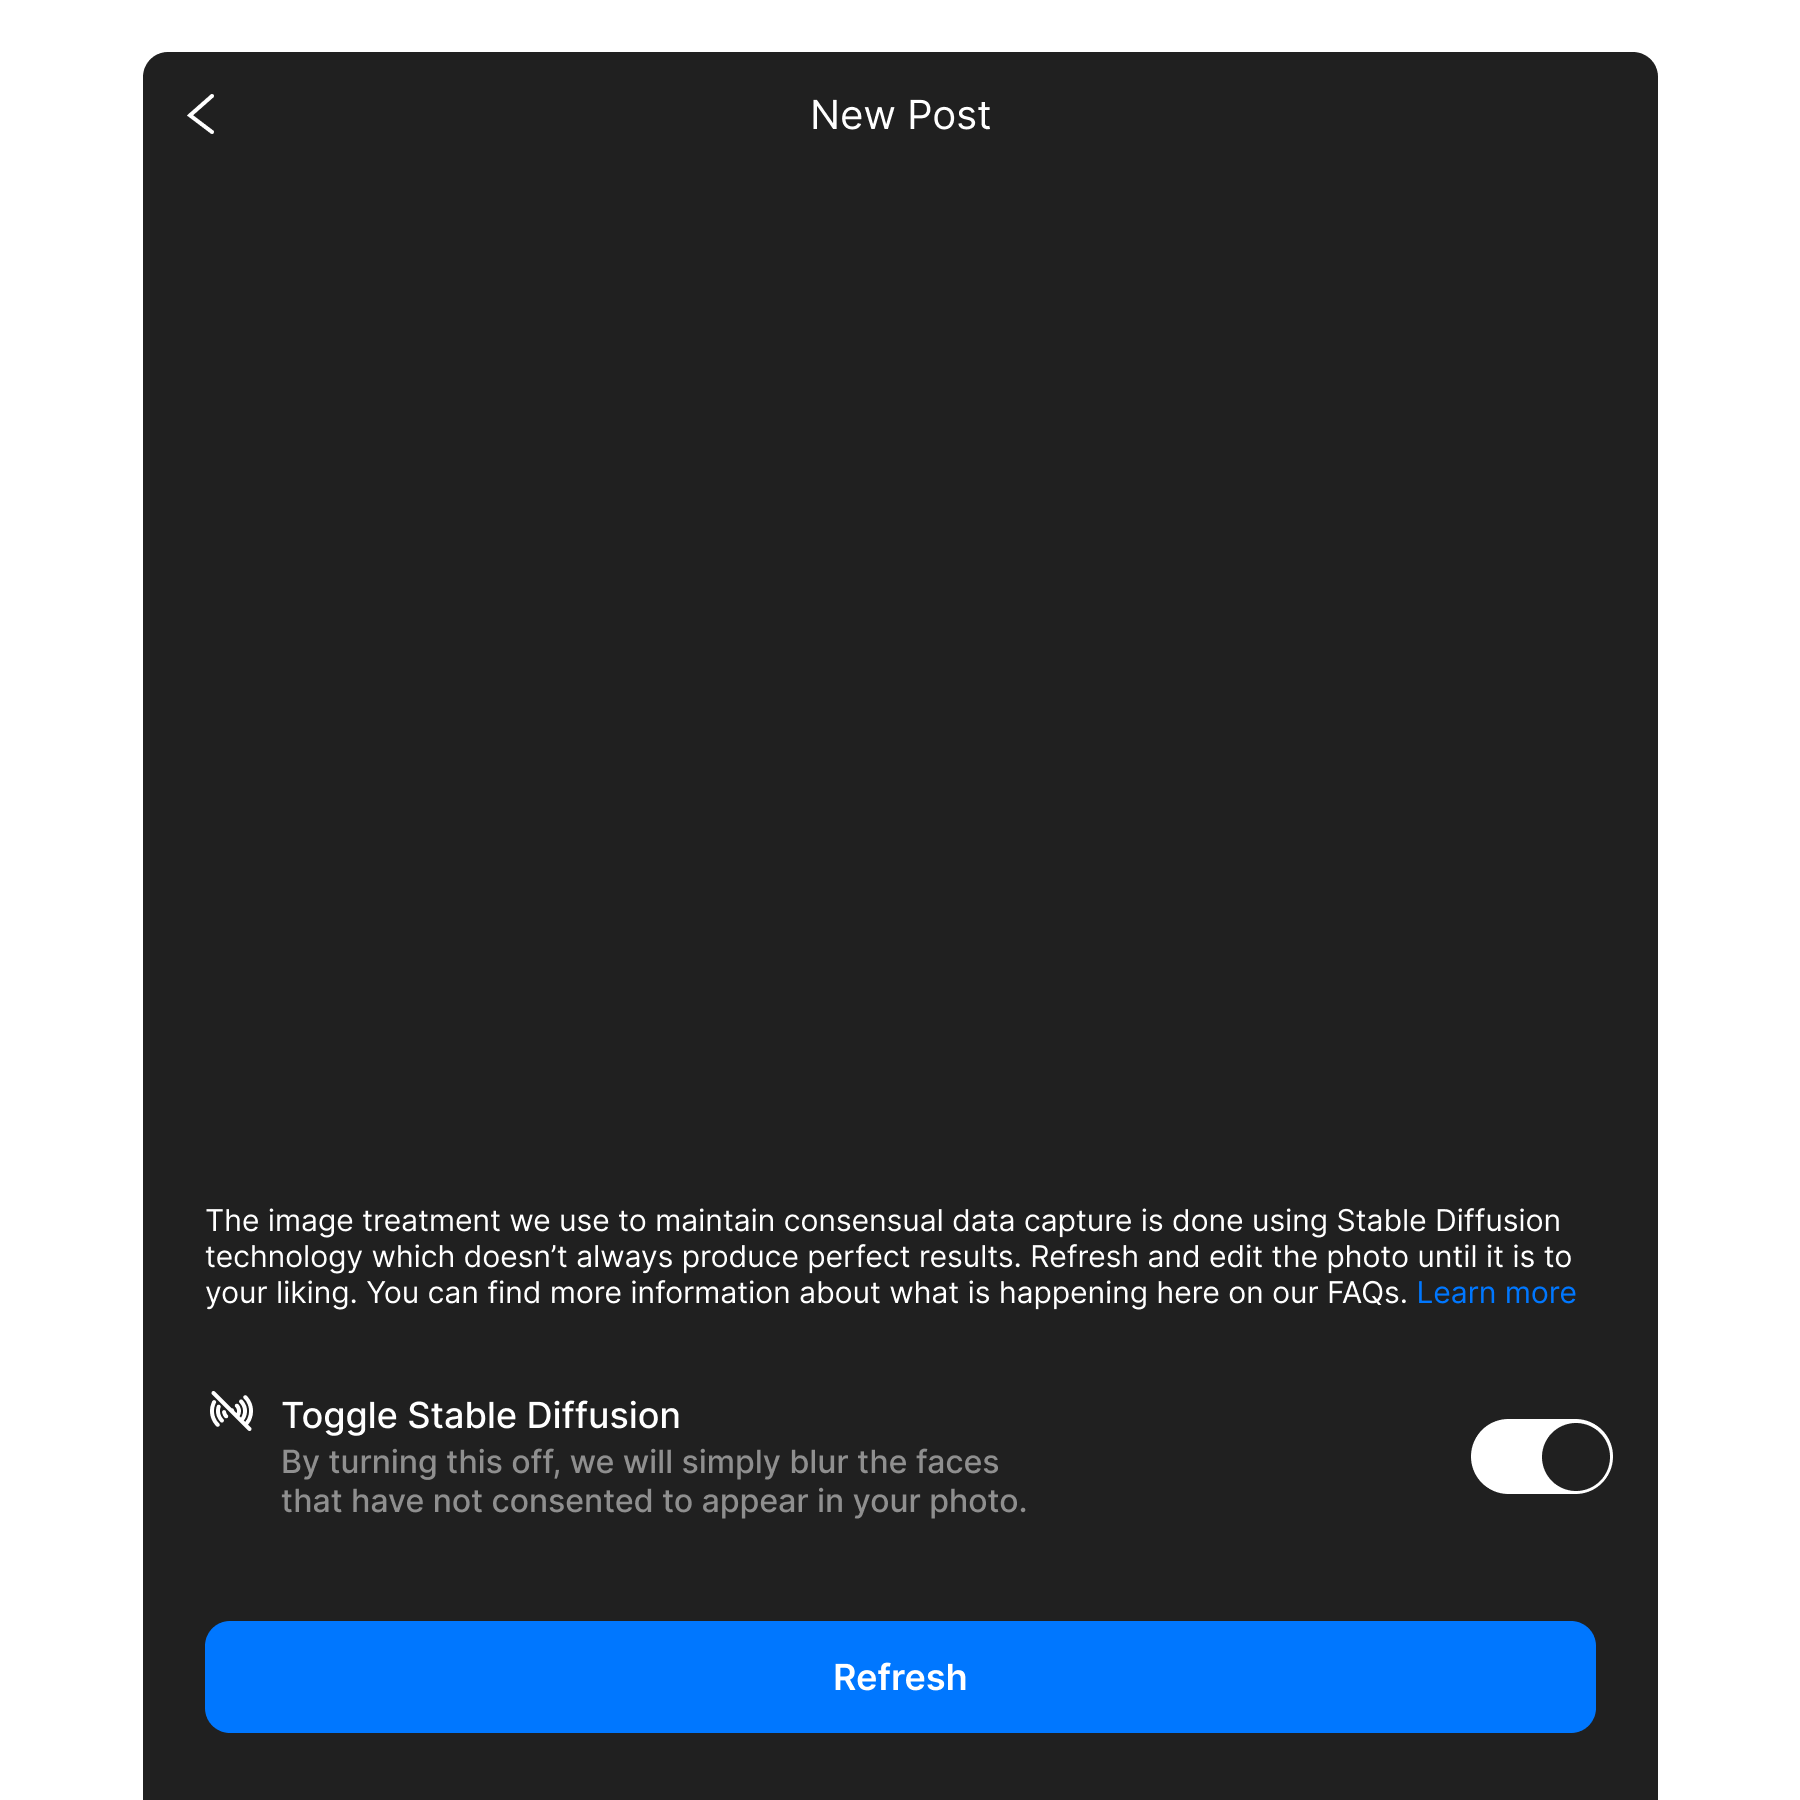 New Post
The image treatment we use to maintain consensual data capture is done using Stable Diffusion
technology which doesn’t always produce perfect results. Refresh and edit the photo until it is to
your liking. You can find more information about what is happening here on our FAQs. Learn more
Toggle Stable Diffusion
By turning this off, we will simply blur the faces
that have not consented to appear in your photo.
Refresh